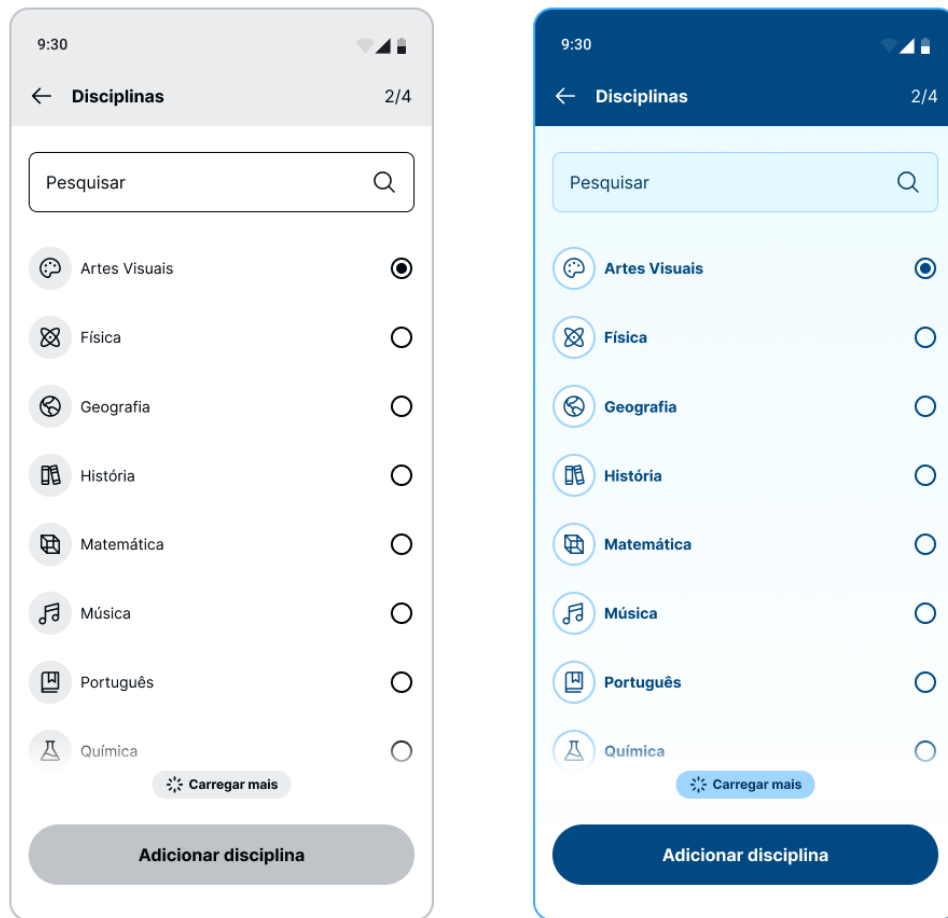 9:30
Disciplinas 2/4
Pesquisar
Artes Visuais
Física
Geografia
História
Matemática
Música
Português
Química
Carregar mais
Adicionar disciplina
9:30
Disciplinas 2/4
Pesquisar
Artes Visuais
Física
Geografia
História
Matemática
Música
Português
Química
Carregar mais
Adicionar disciplina